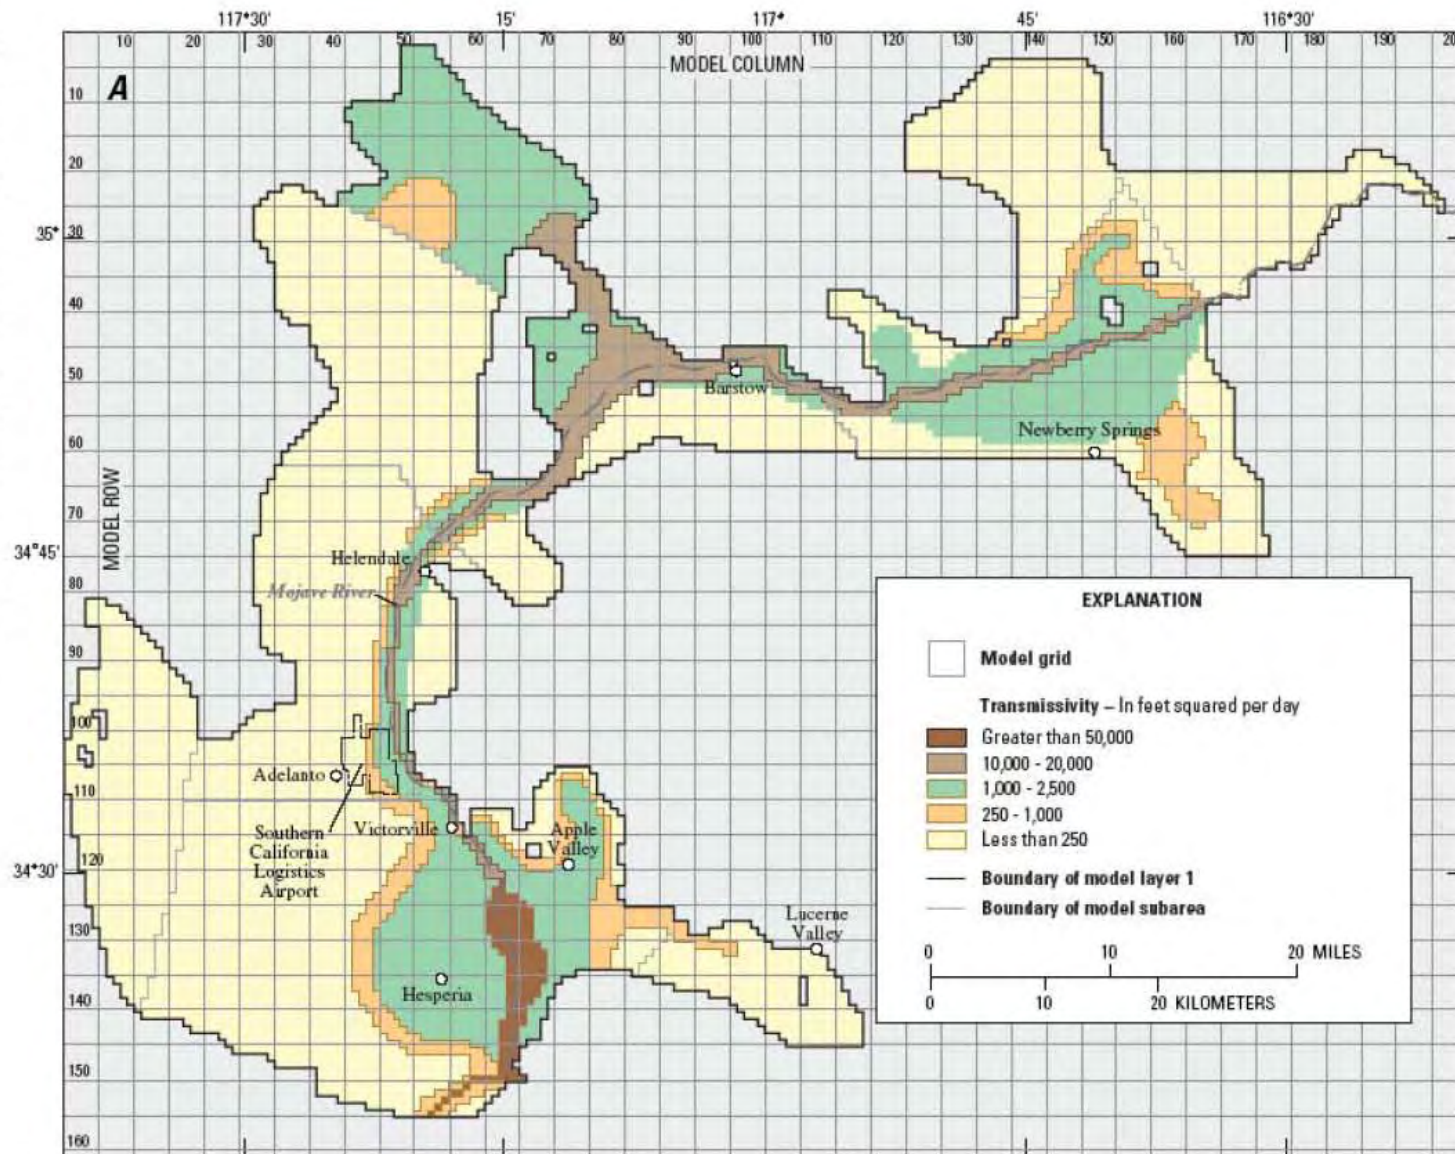 117°30' 15' 117° 45' 116°30'
10 20 30 40 50 60 70 80 90 100 110 120 130 140 150 160 170 180 190 20
MODEL COLUMN
A
10
20
35°
30
40
50
60
MODEL ROW
70
34°45'
80
90
100
110
34°30'
120
130
140
150
160
Barstow
Newberry Springs
Helendale
Mojave River
Adelanto
Southern
California
Logistics
Airport
Victorville
Apple
Valley
Lucerne
Valley
Hesperia
EXPLANATION
Model grid
Transmissivity – In feet squared per day
Greater than 50,000
10,000 - 20,000
1,000 - 2,500
250 - 1,000
Less than 250
Boundary of model layer 1
Boundary of model subarea
0 10 20 MILES
0 10 20 KILOMETERS